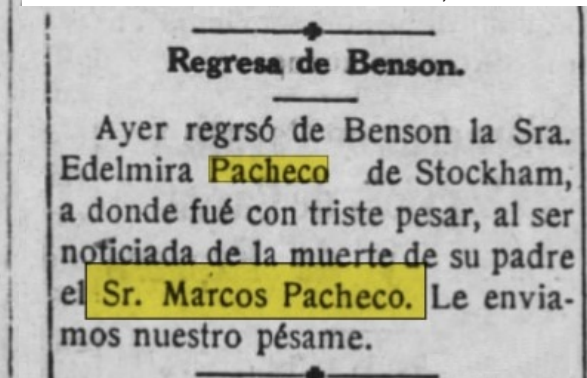 Regresa de Benson.
Ayer regrsó de Benson la Sra.
Edelmira Pacheco de Stockham,
a donde fué con triste pesar, al ser
noticiada de la muerte de su padre
el Sr. Marcos Pacheco. Le envia-
mos nuestro pésame.